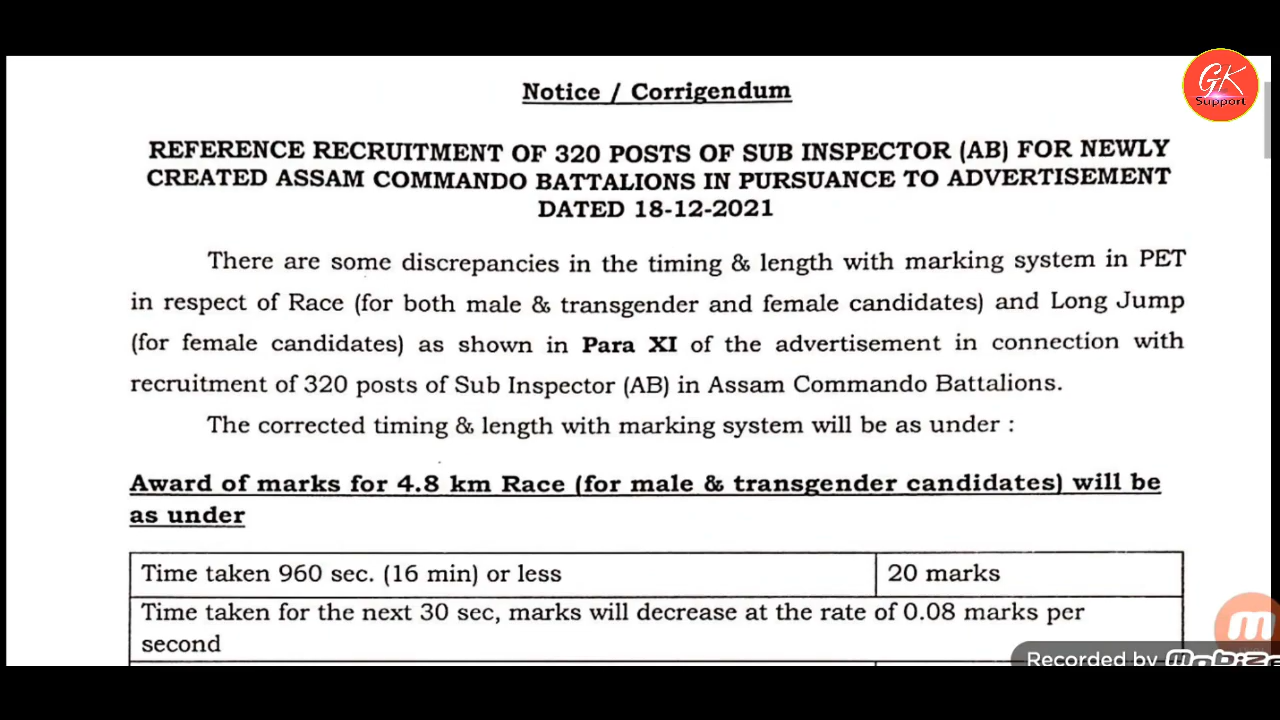 GK
Support
Notice / Corrigendum
REFERENCE RECRUITMENT OF 320 POSTS OF SUB INSPECTOR (AB) FOR NEWLY
CREATED ASSAM COMMANDO BATTALIONS IN PURSUANCE TO ADVERTISEMENT
DATED 18-12-2021
There are some discrepancies in the timing & length with marking system in PET
in respect of Race (for both male & transgender and female candidates) and Long Jump
(for female candidates) as shown in Para XI of the advertisement in connection with
recruitment of 320 posts of Sub Inspector (AB) in Assam Commando Battalions.
The corrected timing & length with marking system will be as under :
Award of marks for 4.8 km Race (for male & transgender candidates) will be
as under
Time taken 960 sec. (16 min) or less 20 marks
Time taken for the next 30 sec, marks will decrease at the rate of 0.08 marks per
second
Recorded by